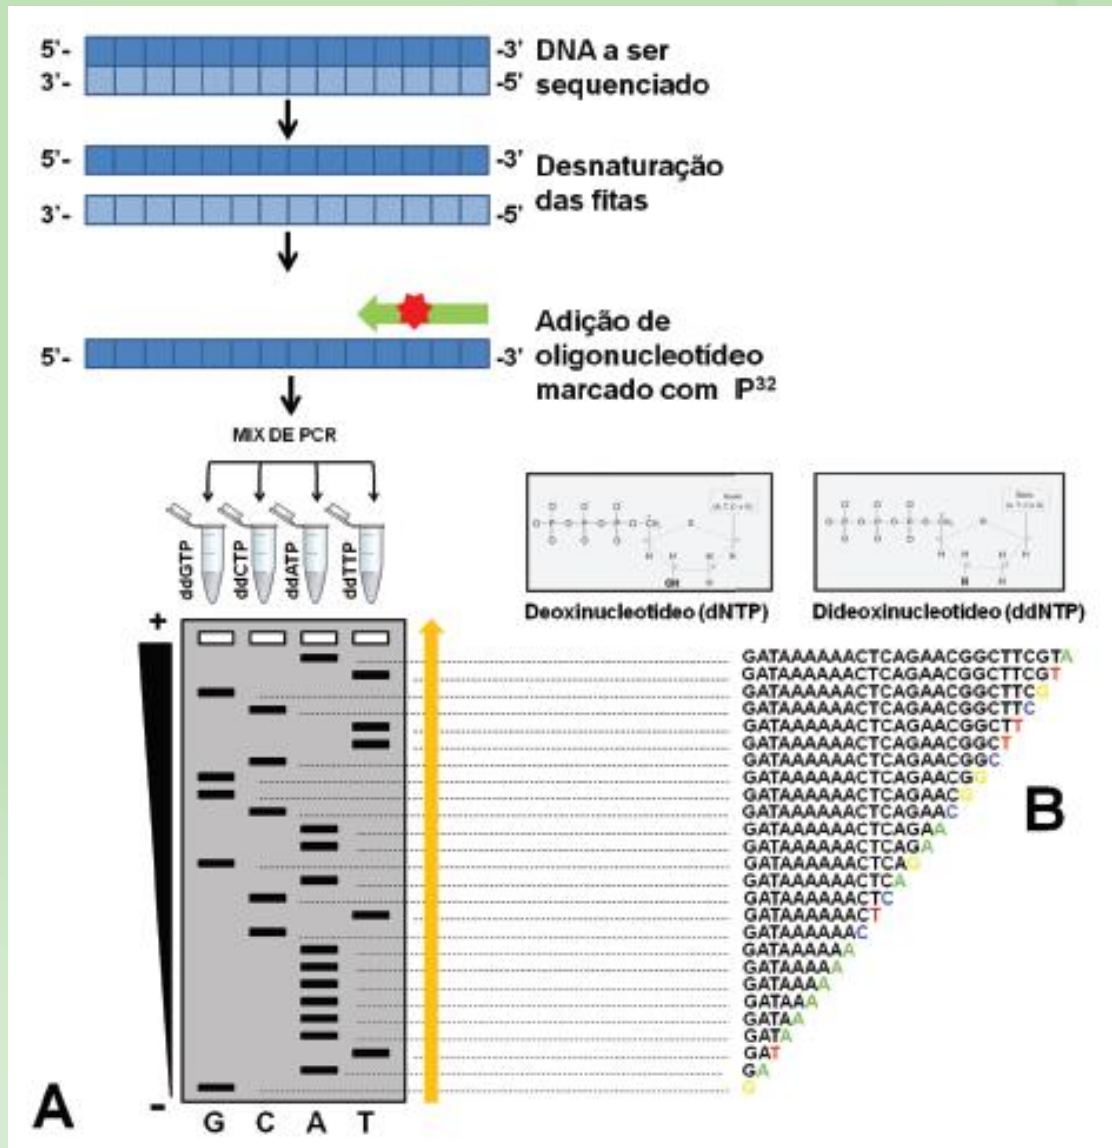 5'-
-3'
3'-
-5'
DNA a ser
sequenciado
5'-
-3'
3'-
-5'
Desnaturação
das fitas
5'-
-3'
Adição de
oligonucleotídeo
marcado com P³²
MIX DE PCR
ddGTP
ddCTP
ddATP
ddTTP
Deoxinucleotídeo (dNTP)
Dideoxinucleotídeo (ddNTP)
+
-
G C A T
A
B
GATAAAAAACTCAGAACGGCTTCGTA
GATAAAAAACTCAGAACGGCTTCGT
GATAAAAAACTCAGAACGGCTTCG
GATAAAAAACTCAGAACGGCTTC
GATAAAAAACTCAGAACGGCTT
GATAAAAAACTCAGAACGGCT
GATAAAAAACTCAGAACGGC
GATAAAAAACTCAGAACGG
GATAAAAAACTCAGAACG
GATAAAAAACTCAGAAC
GATAAAAAACTCAGAA
GATAAAAAACTCAGA
GATAAAAAACTCAG
GATAAAAAACTCA
GATAAAAAACTC
GATAAAAAACT
GATAAAAAAC
GATAAAAAA
GATAAAAA
GATAAAA
GATAAA
GATAA
GATA
GAT
GA
G